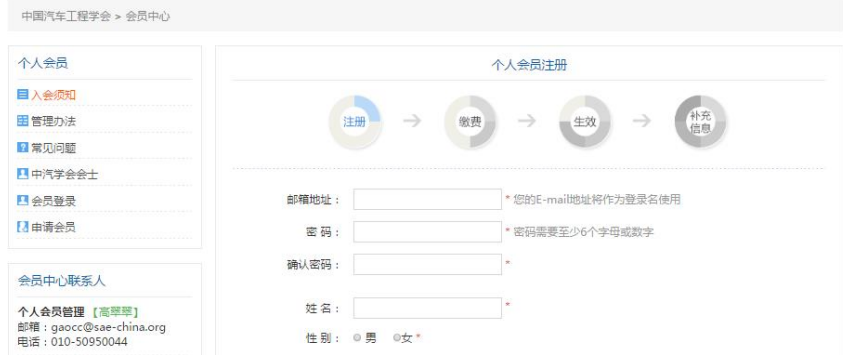 中国汽车工程学会 > 会员中心
个人会员
入会须知
管理办法
常见问题
中汽学会会士
会员登录
申请会员
会员中心联系人
个人会员管理 【高翠翠】
邮箱：gaocc@sae-china.org
电话：010-50950044
个人会员注册
注册 → 缴费 → 生效 → 补充信息
邮箱地址： * 您的E-mail地址将作为登录名使用
密 码： * 密码需要至少6个字母或数字
确认密码： *
姓 名： *
性 别： 男 女 *